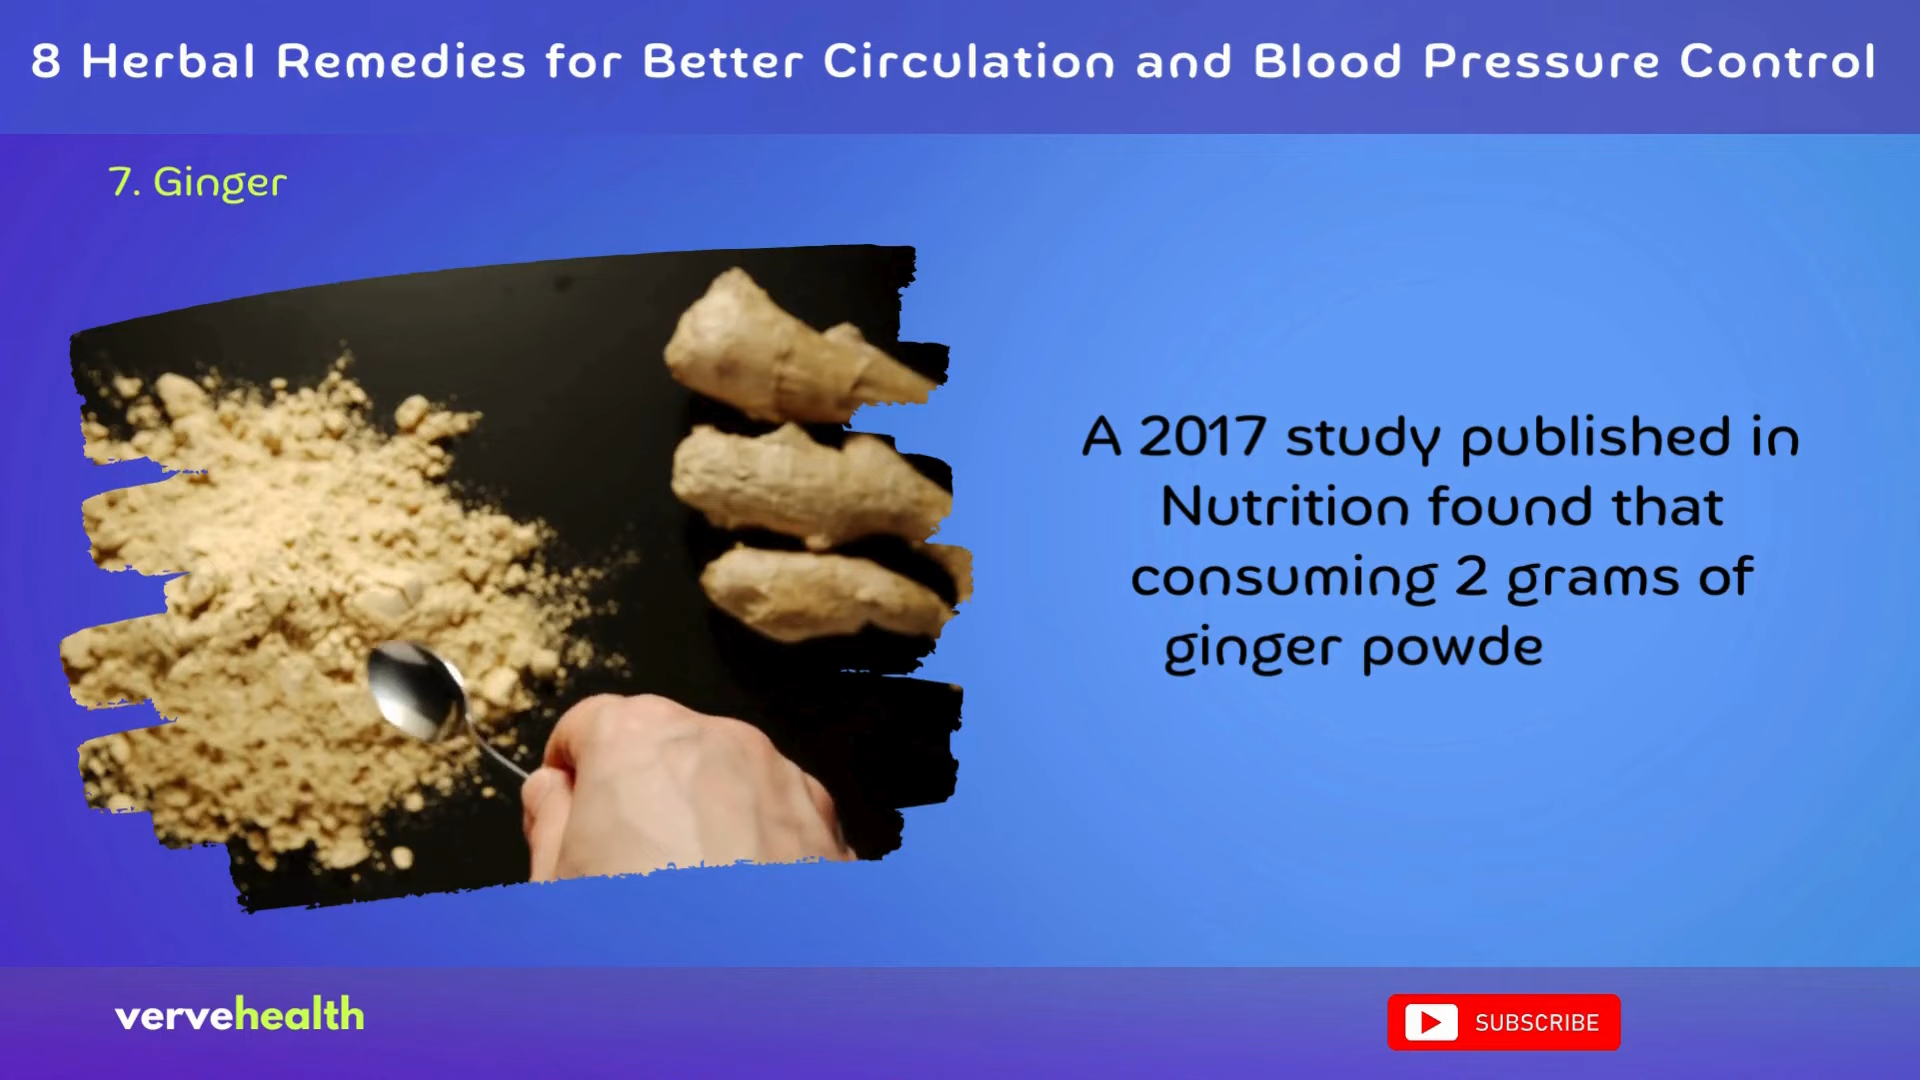 8 Herbal Remedies for Better Circulation and Blood Pressure Control
7. Ginger
A 2017 study published in
Nutrition found that
consuming 2 grams of
ginger powde
vervehealth
SUBSCRIBE